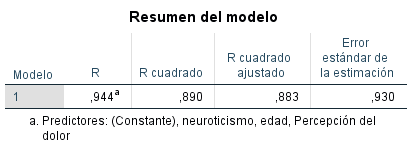 Resumen del modelo
Modelo R R cuadrado R cuadrado ajustado Error estándar de la estimación
1 ,944a ,890 ,883 ,930
a. Predictores: (Constante), neuroticismo, edad, Percepción del
dolor